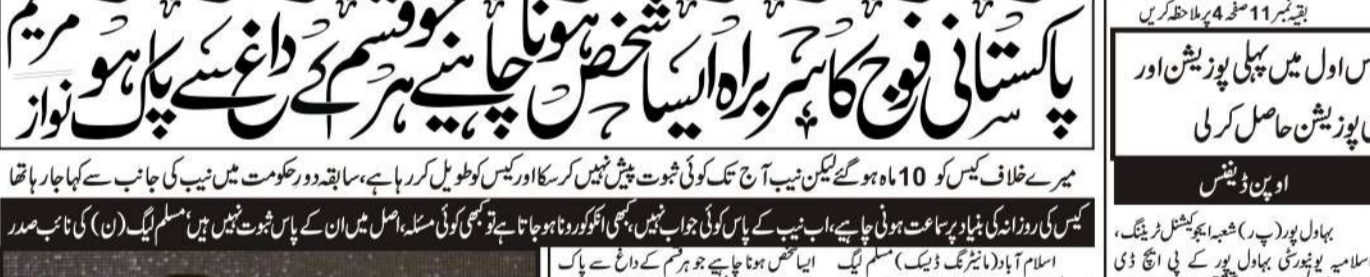 بقیہ نمبر 11 صفحہ 4 پر ملاحظہ کریں
پاکستانی فوج کا سربراہ ایسا شخص ہونا چاہئیے جو ہر قسم کے داغ سے پاک ہو مریم نواز
میرے خلاف کیس کو 10 ماہ ہو گئے لیکن نیب آج تک کوئی ثبوت پیش نہیں کر سکا اور کیس کو طویل کر رہا ہے، سابقہ دور حکومت میں نیب کی جانب سے کہا جا رہا تھا
کیس کی روزانہ کی بنیاد پر سماعت ہونی چاہیے، اب نیب کے پاس کوئی جواب نہیں، کبھی انکو کورونا ہو جاتا ہے تو کبھی کوئی مسئلہ، اصل میں ان کے پاس ثبوت نہیں ہیں‘ مسلم لیگ (ن) کی نائب صدر
اسلام آباد (مانیٹرنگ ڈیسک) مسلم لیگ
ایسا شخص ہونا چاہیے جو ہر قسم کے داغ سے پاک
اول میں پہلی پوزیشن اور
پوزیشن حاصل کر لی
اوپن ڈیفنس
بہاول پور (پ ر) شعبہ ایجوکیشنل ٹریننگ،
یونیورسٹی بہاول پور کے پی ایچ ڈی